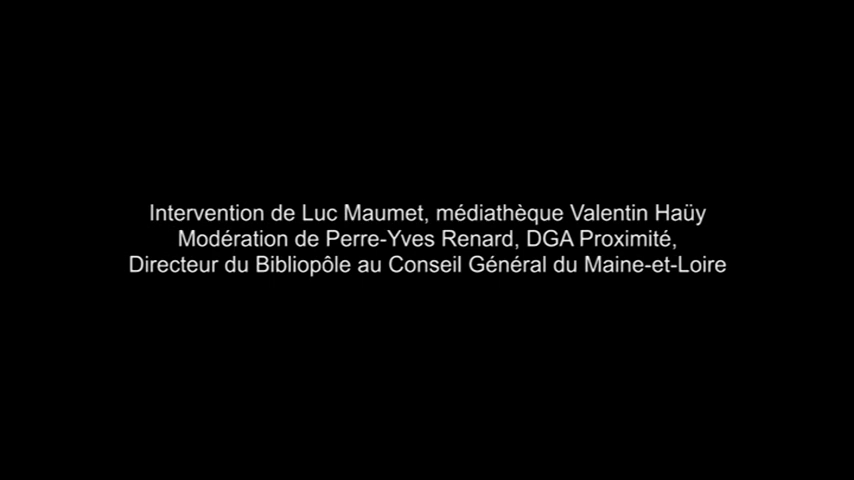 Intervention de Luc Maumet, médiathèque Valentin Haüy
Modération de Perre-Yves Renard, DGA Proximité,
Directeur du Bibliopôle au Conseil Général du Maine-et-Loire